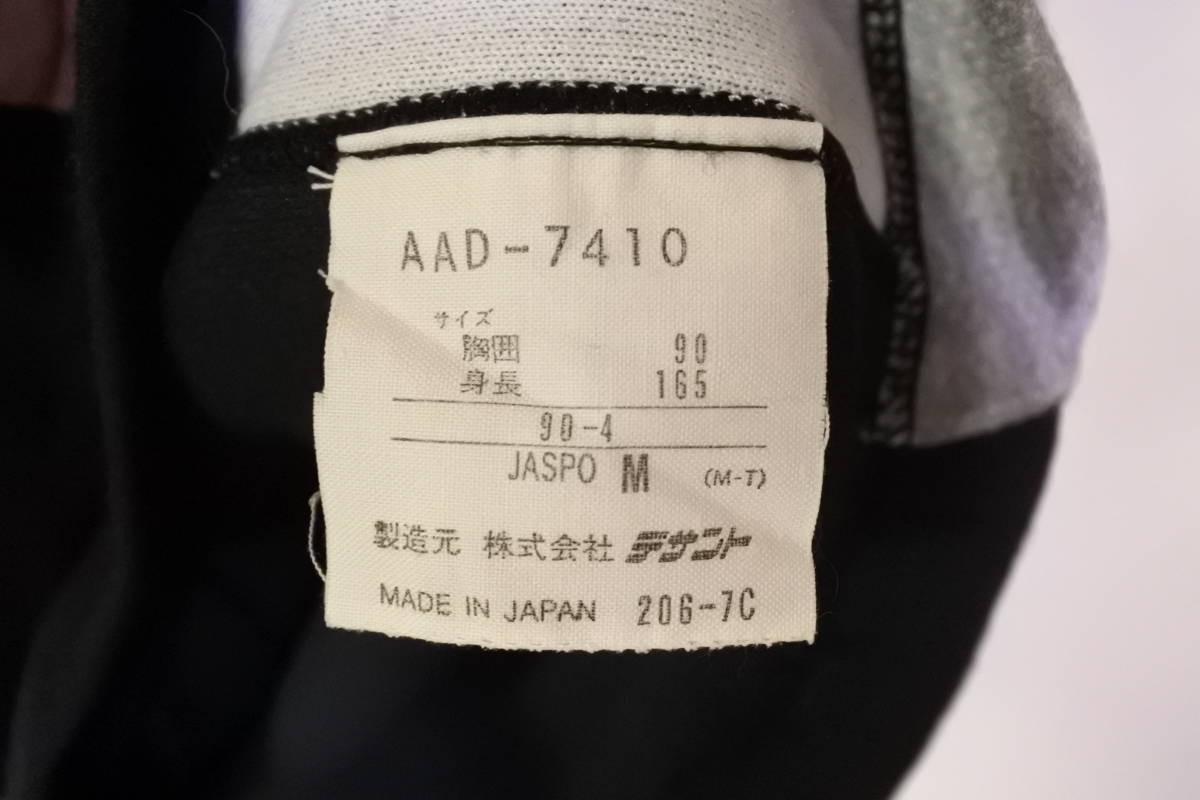 AAD-7410
サイズ
胸囲 90
身長 165
90-4
JASPO M (M-T)
製造元 株式会社 デサント
MADE IN JAPAN 206-7C